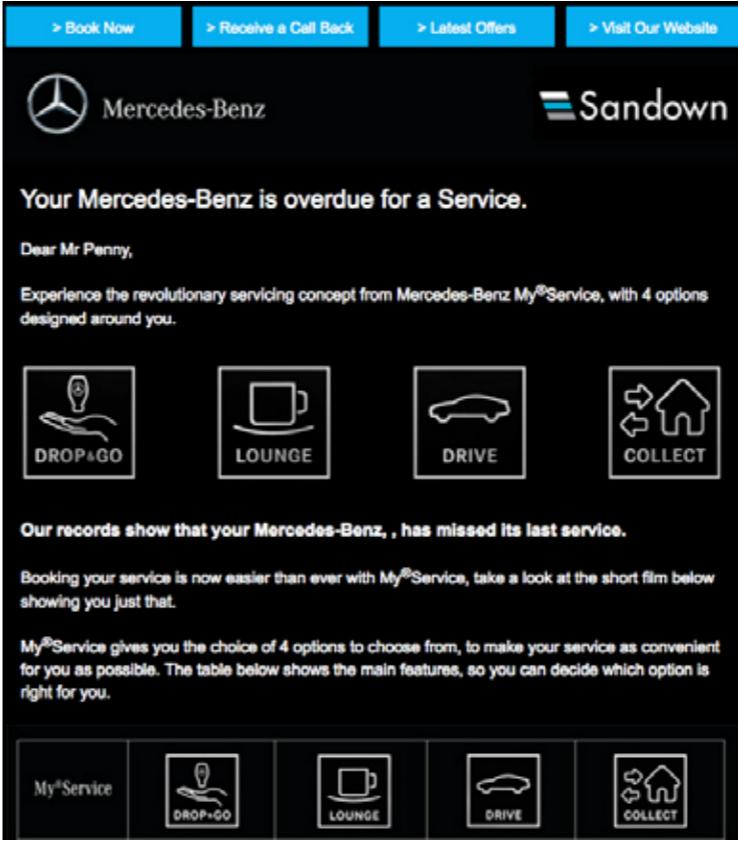 > Book Now
> Receive a Call Back
> Latest Offers
> Visit Our Website
Mercedes-Benz
Sandown
Your Mercedes-Benz is overdue for a Service.
Dear Mr Penny,
Experience the revolutionary servicing concept from Mercedes-Benz My®Service, with 4 options
designed around you.
DROP&GO
LOUNGE
DRIVE
COLLECT
Our records show that your Mercedes-Benz, , has missed its last service.
Booking your service is now easier than ever with My®Service, take a look at the short film below
showing you just that.
My®Service gives you the choice of 4 options to choose from, to make your service as convenient
for you as possible. The table below shows the main features, so you can decide which option is
right for you.
My®Service
DROP&GO
LOUNGE
DRIVE
COLLECT